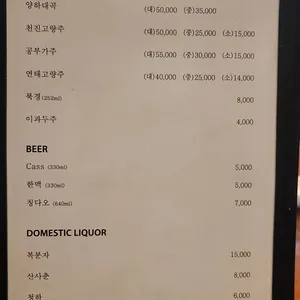 양하대곡 (대)50,000 (중)35,000
천진고량주 (대)50,000 (중)25,000 (소)15,000
공부가주 (대)55,000 (중)30,000 (소)15,000
연태고량주 (대)40,000 (중)25,000 (소)14,000
북경(252ml) 8,000
이과두주 4,000
BEER
Cass (330ml) 5,000
한맥 (330ml) 5,000
칭다오 (640ml) 7,000
DOMESTIC LIQUOR
복분자 15,000
산사춘 8,000
청하 6,000